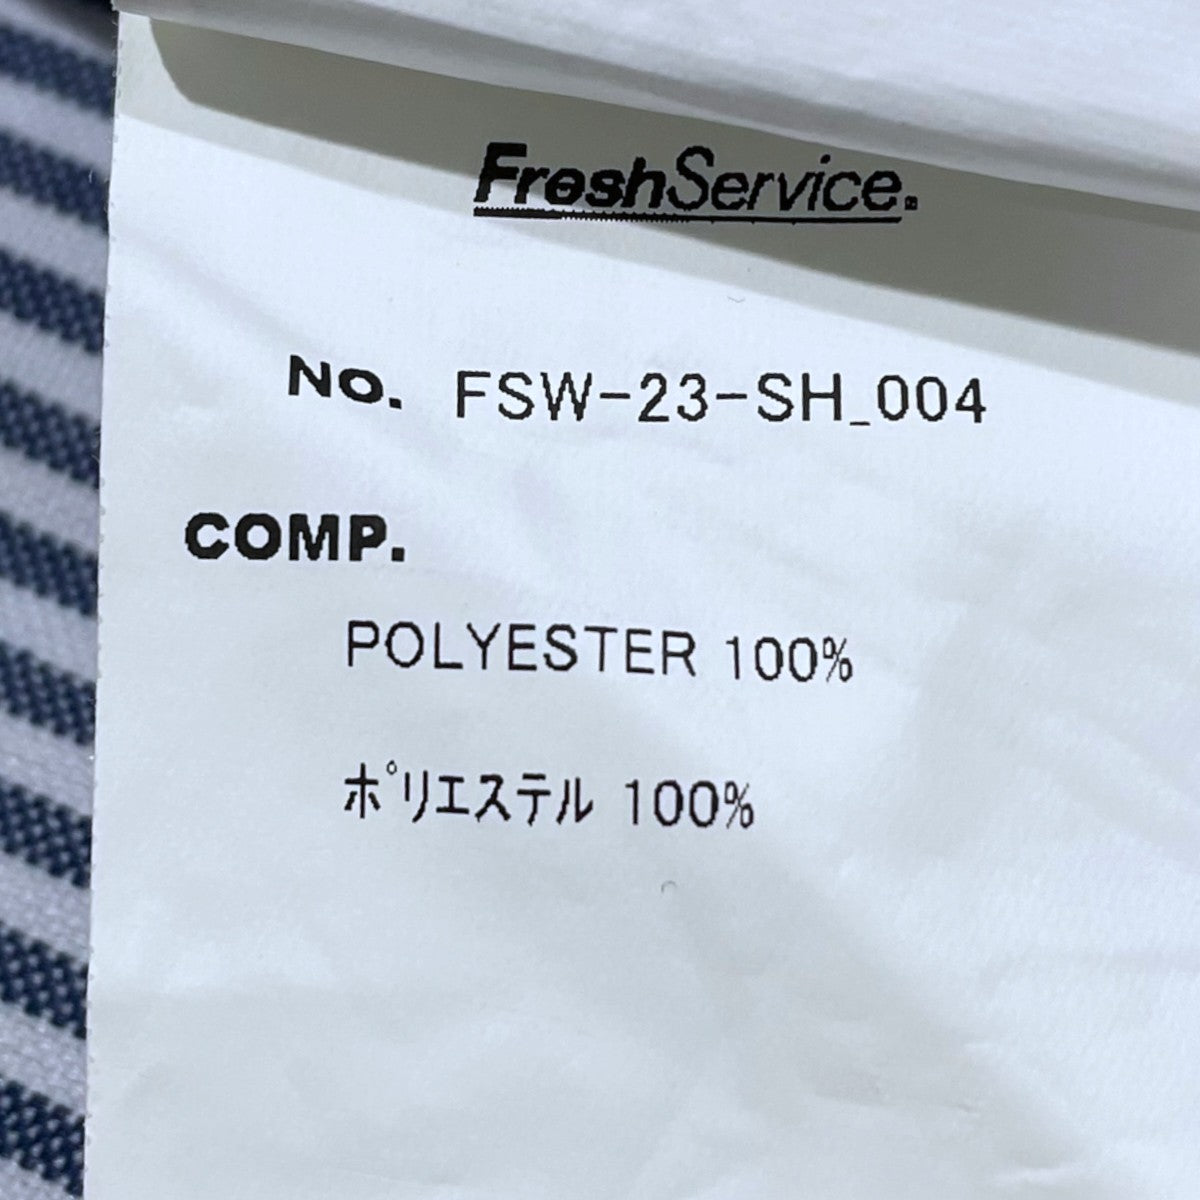 FreshService.
No. FSW-23-SH_004
COMP.
POLYESTER 100%
ポリエステル 100%